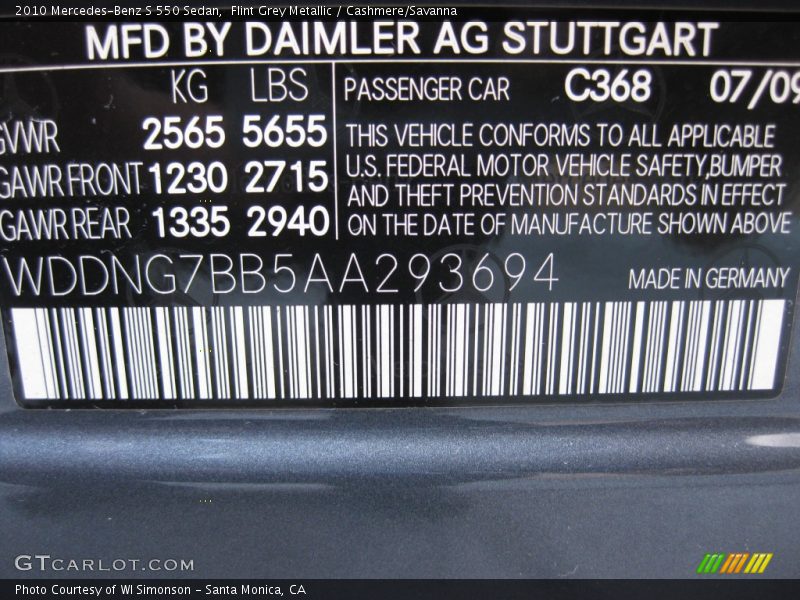 2010 Mercedes-Benz S 550 Sedan,  Flint Grey Metallic / Cashmere/Savanna
MFD BY DAIMLER AG STUTTGART
KG LBS
GVWR 2565 5655
GAWR FRONT 1230 2715
GAWR REAR 1335 2940
PASSENGER CAR C368 07/09
THIS VEHICLE CONFORMS TO ALL APPLICABLE
U.S. FEDERAL MOTOR VEHICLE SAFETY,BUMPER
AND THEFT PREVENTION STANDARDS IN EFFECT
ON THE DATE OF MANUFACTURE SHOWN ABOVE
WDDNG7BB5AA293694 MADE IN GERMANY
GTCARLOT.COM
Photo Courtesy of WI Simonson - Santa Monica, CA